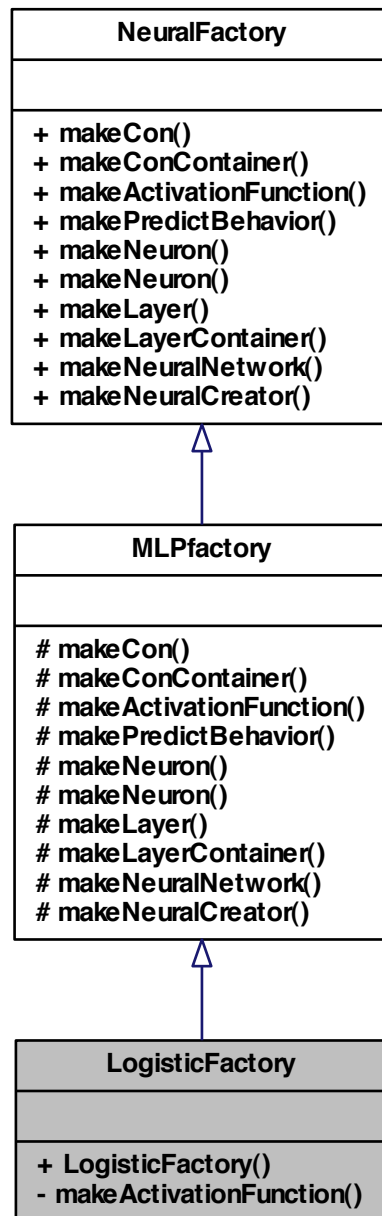 NeuralFactory
+ makeCon()
+ makeConContainer()
+ makeActivationFunction()
+ makePredictBehavior()
+ makeNeuron()
+ makeNeuron()
+ makeLayer()
+ makeLayerContainer()
+ makeNeuralNetwork()
+ makeNeuralCreator()
MLPfactory
# makeCon()
# makeConContainer()
# makeActivationFunction()
# makePredictBehavior()
# makeNeuron()
# makeNeuron()
# makeLayer()
# makeLayerContainer()
# makeNeuralNetwork()
# makeNeuralCreator()
LogisticFactory
+ LogisticFactory()
- makeActivationFunction()